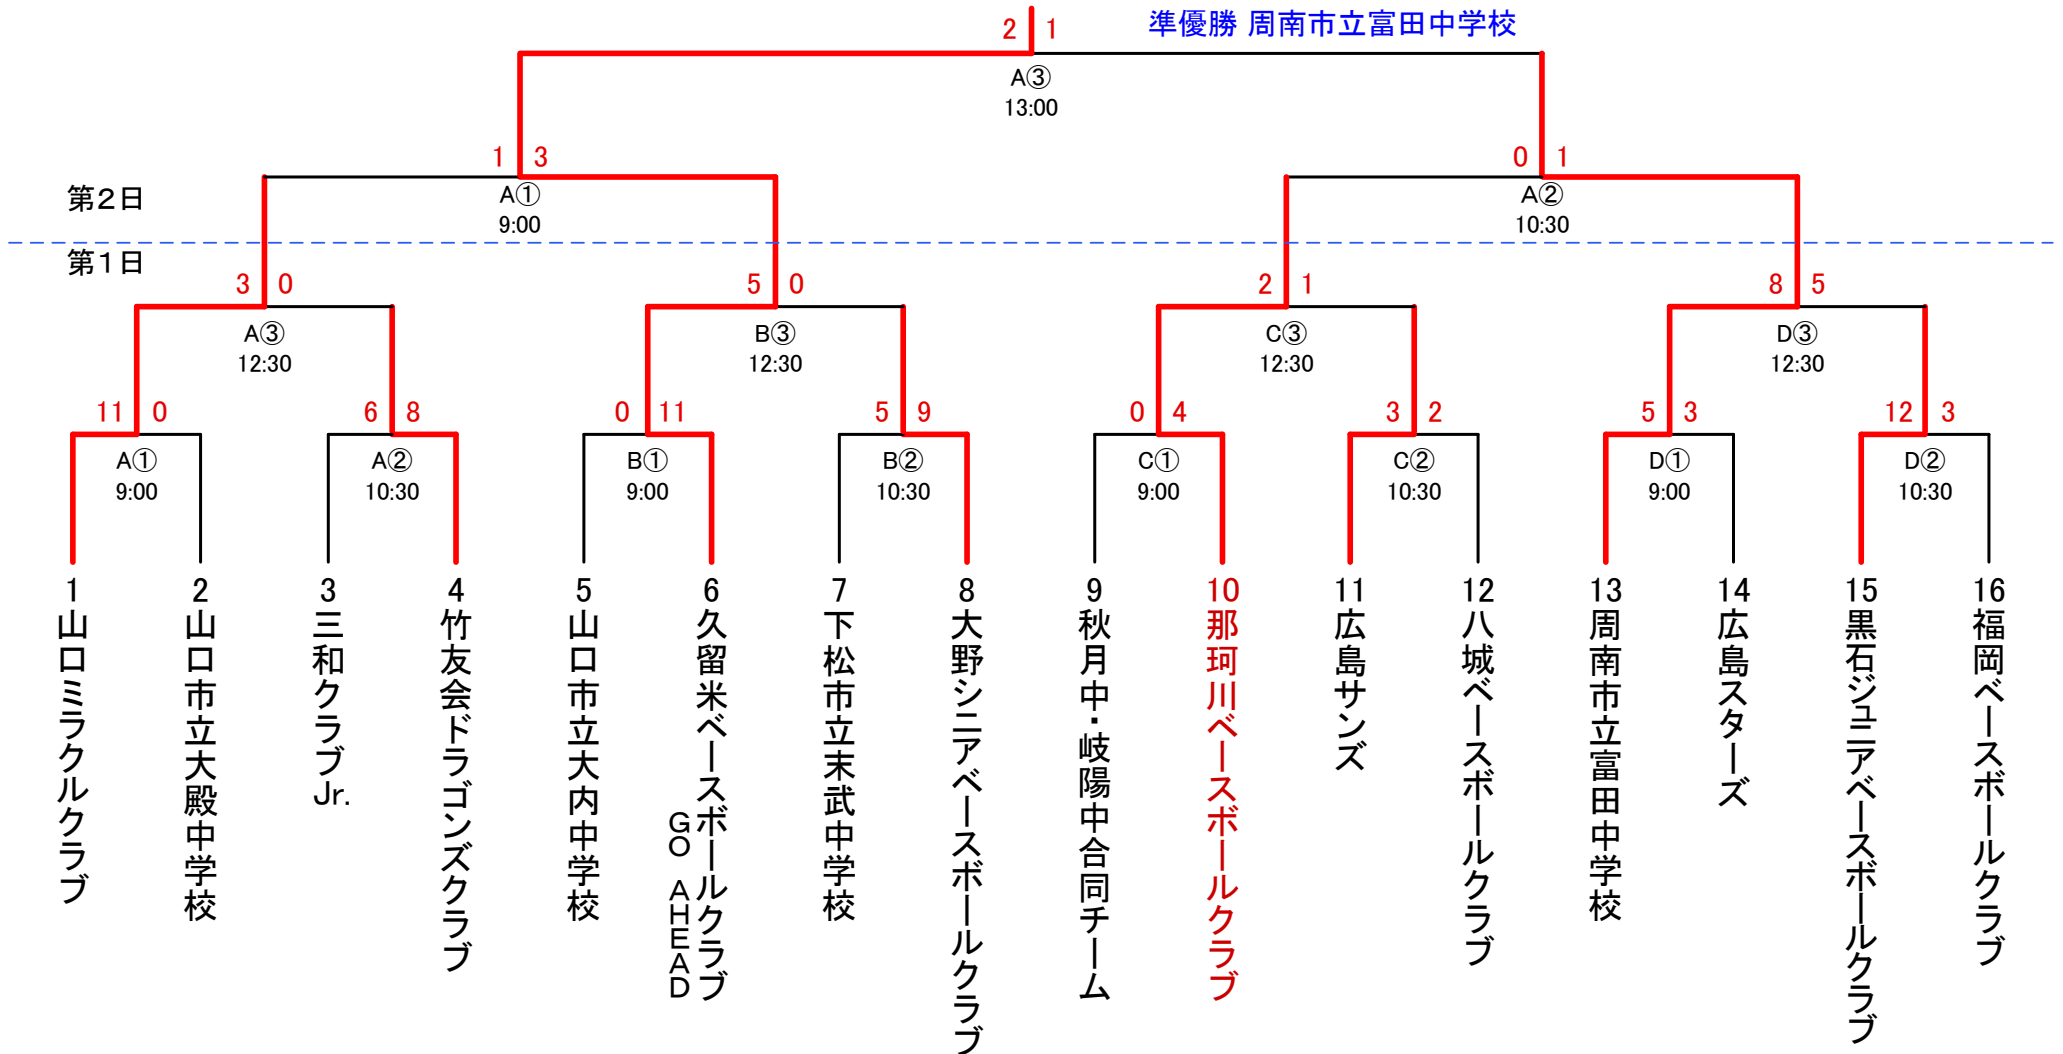 2 1
準優勝 周南市立富田中学校
A③
13:00
1 3
0 1
第2日
A①
9:00
A②
10:30
第1日
3 0
5 0
2 1
8 5
A③
12:30
B③
12:30
C③
12:30
D③
12:30
11 0
6 8
0 11
5 9
0 4
3 2
5 3
12 3
A①
9:00
A②
10:30
B①
9:00
B②
10:30
C①
9:00
C②
10:30
D①
9:00
D②
10:30
1 山口ミラクルクラブ
2 山口市立大殿中学校
3 三和クラブJr.
4 竹友会ドラゴンズクラブ
5 山口市立大内中学校
6 久留米ベースボールクラブ
GO AHEAD
7 下松市立末武中学校
8 大野シニアベースボールクラブ
9 秋月中・岐陽中合同チーム
10 那珂川ベースボールクラブ
11 広島サンズ
12 八城ベースボールクラブ
13 周南市立富田中学校
14 広島スターズ
15 黒石ジュニアベースボールクラブ
16 福岡ベースボールクラブ